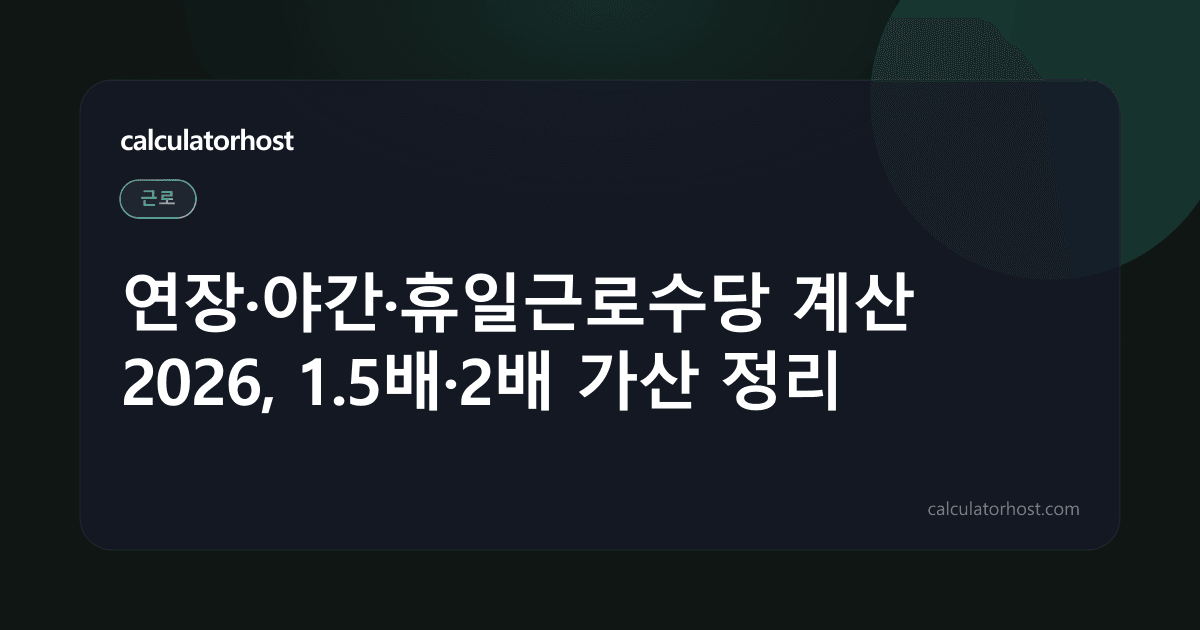 calculatorhost
근로
연장·야간·휴일근로수당 계산
2026, 1.5배·2배 가산 정리
calculatorhost.com